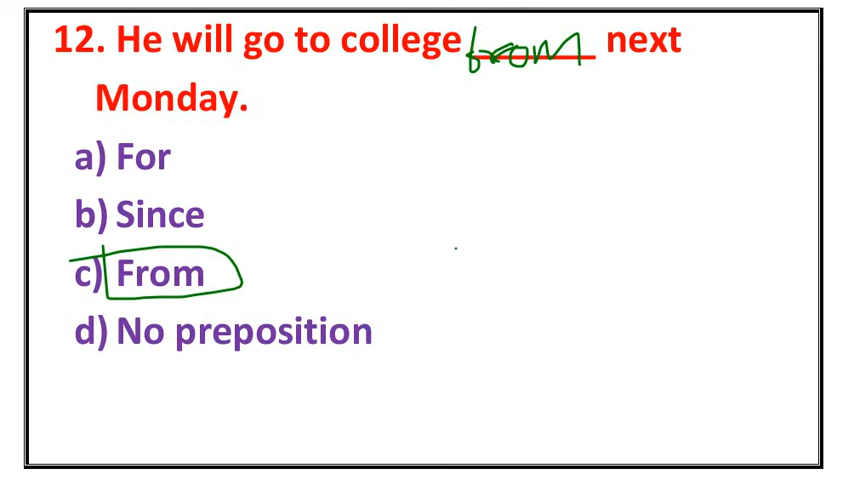 12. He will go to college from next
Monday.
a) For
b) Since
c) From
d) No preposition